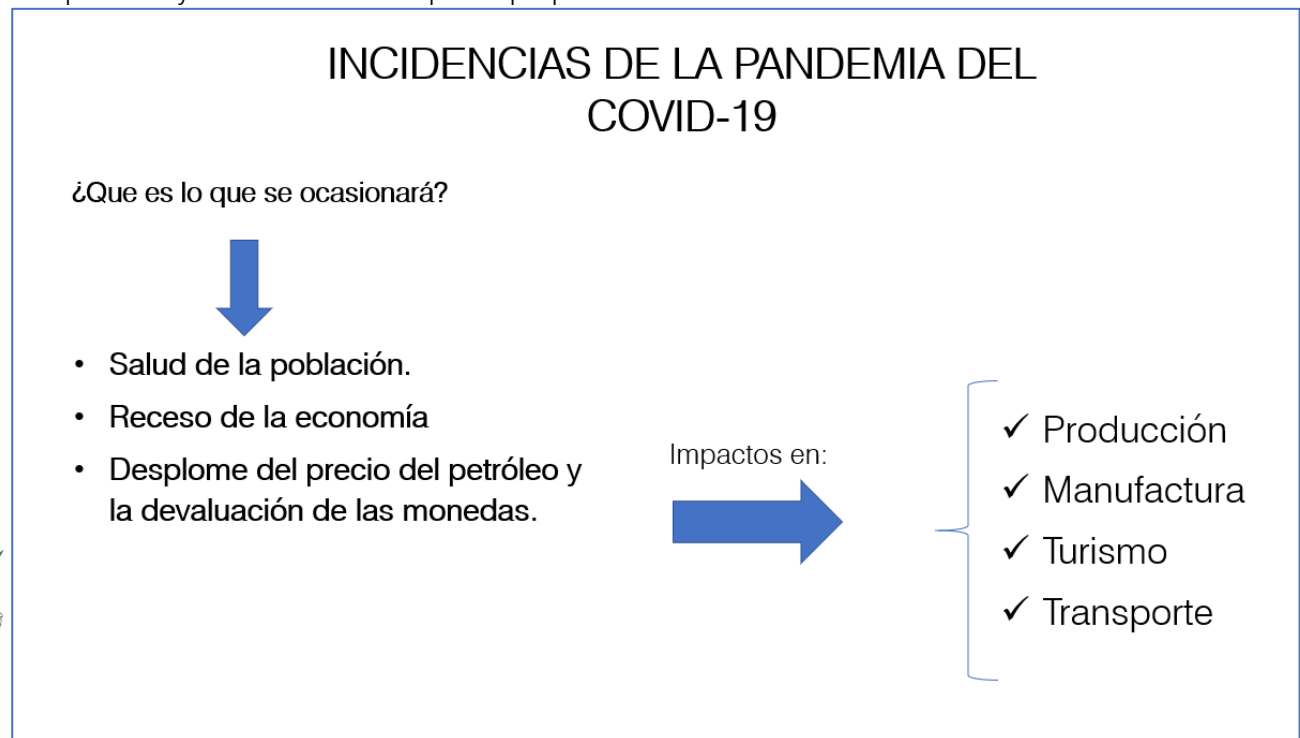 INCIDENCIAS DE LA PANDEMIA DEL
COVID-19
¿Que es lo que se ocasionará?
• Salud de la población.
• Receso de la economía
• Desplome del precio del petróleo y
la devaluación de las monedas.
Impactos en:
✓ Producción
✓ Manufactura
✓ Turismo
✓ Transporte